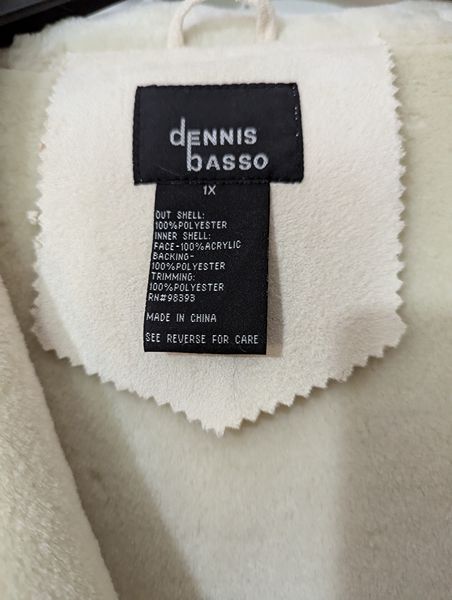 dENNIS
bASSO
1X
OUT SHELL:
100%POLYESTER
INNER SHELL:
FACE-100%ACRYLIC
BACKING-
100%POLYESTER
TRIMMING:
100%POLYESTER
RN#98393
MADE IN CHINA
SEE REVERSE FOR CARE